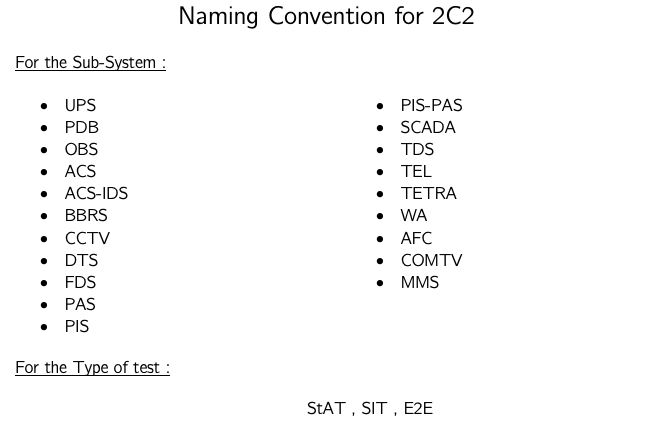 Naming Convention for 2C2
For the Sub-System :
• UPS
• PDB
• OBS
• ACS
• ACS-IDS
• BBRS
• CCTV
• DTS
• FDS
• PAS
• PIS
• PIS-PAS
• SCADA
• TDS
• TEL
• TETRA
• WA
• AFC
• COMTV
• MMS
For the Type of test :
StAT , SIT , E2E